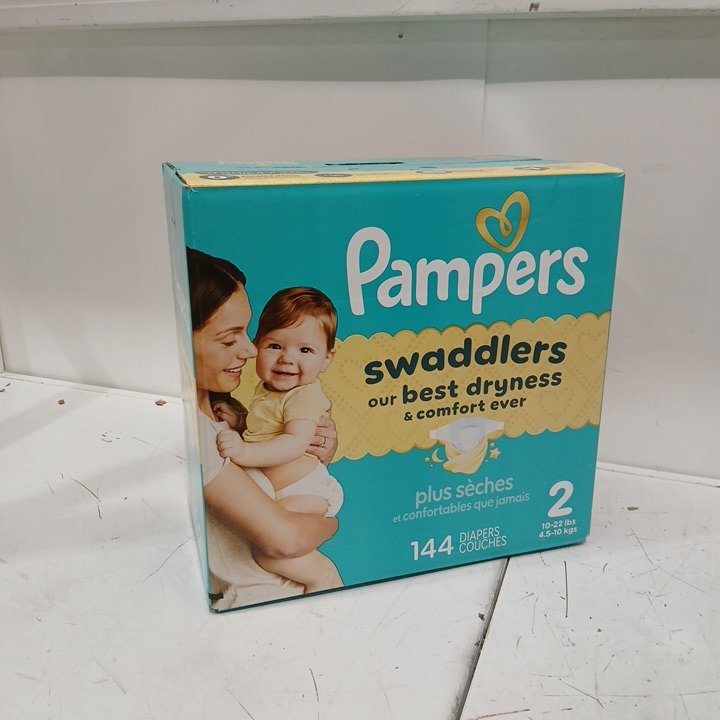 Pampers
swaddlers
our best dryness
& comfort ever
plus sèches
et confortables que jamais
2
10-22 lbs
4.5-10 kgs
144 DIAPERS
COUCHES